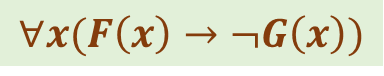 ∀x(F(x) → ¬G(x))